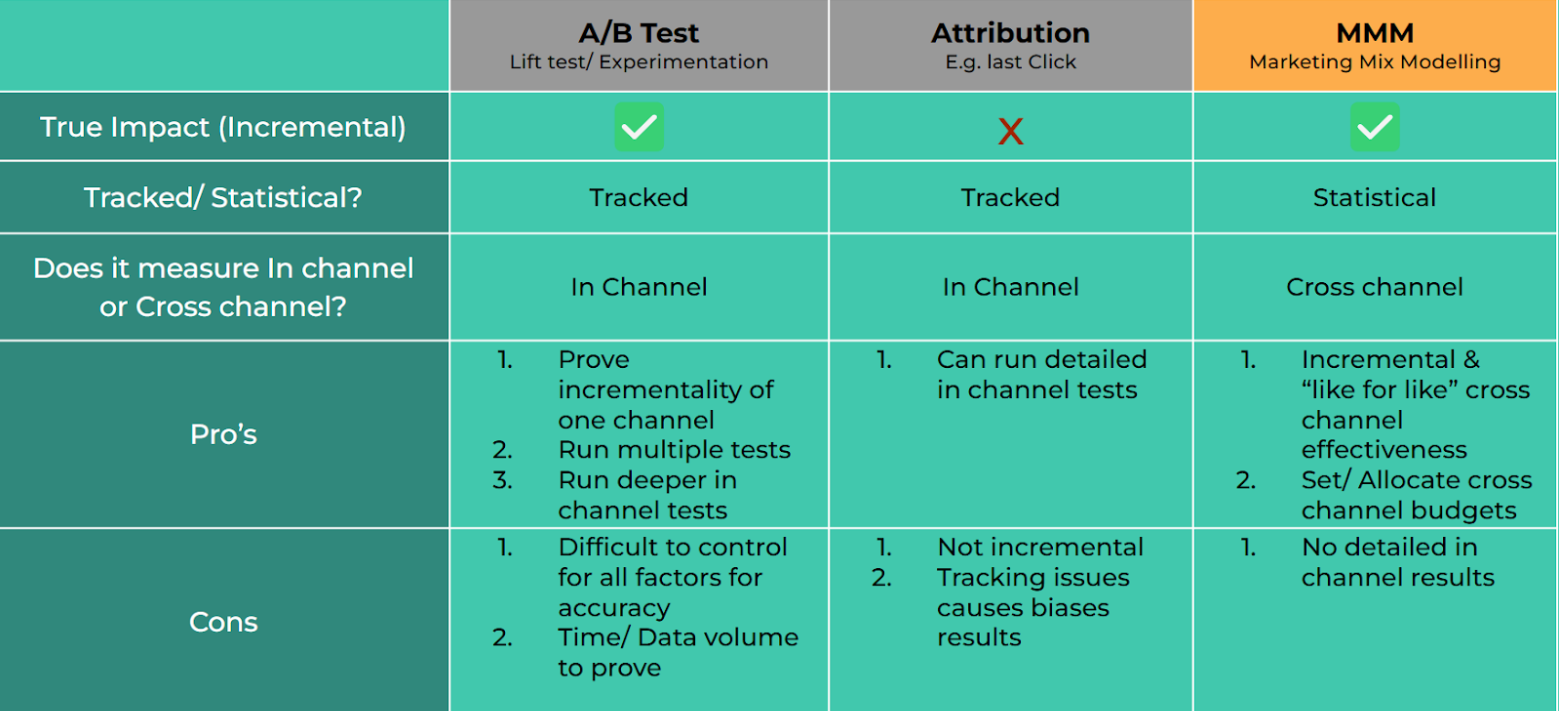 A/B Test
Lift test/ Experimentation
Attribution
E.g. last Click
MMM
Marketing Mix Modelling
True Impact (Incremental)
X
Tracked/ Statistical?
Tracked
Tracked
Statistical
Does it measure In channel
or Cross channel?
In Channel
In Channel
Cross channel
Pro's
1. Prove
incrementality of
one channel
2. Run multiple tests
3. Run deeper in
channel tests
1. Can run detailed
in channel tests
1. Incremental &
“like for like” cross
channel
effectiveness
2. Set/ Allocate cross
channel budgets
Cons
1. Difficult to control
for all factors for
accuracy
2. Time/ Data volume
to prove
1. Not incremental
2. Tracking issues
causes biases
results
1. No detailed in
channel results